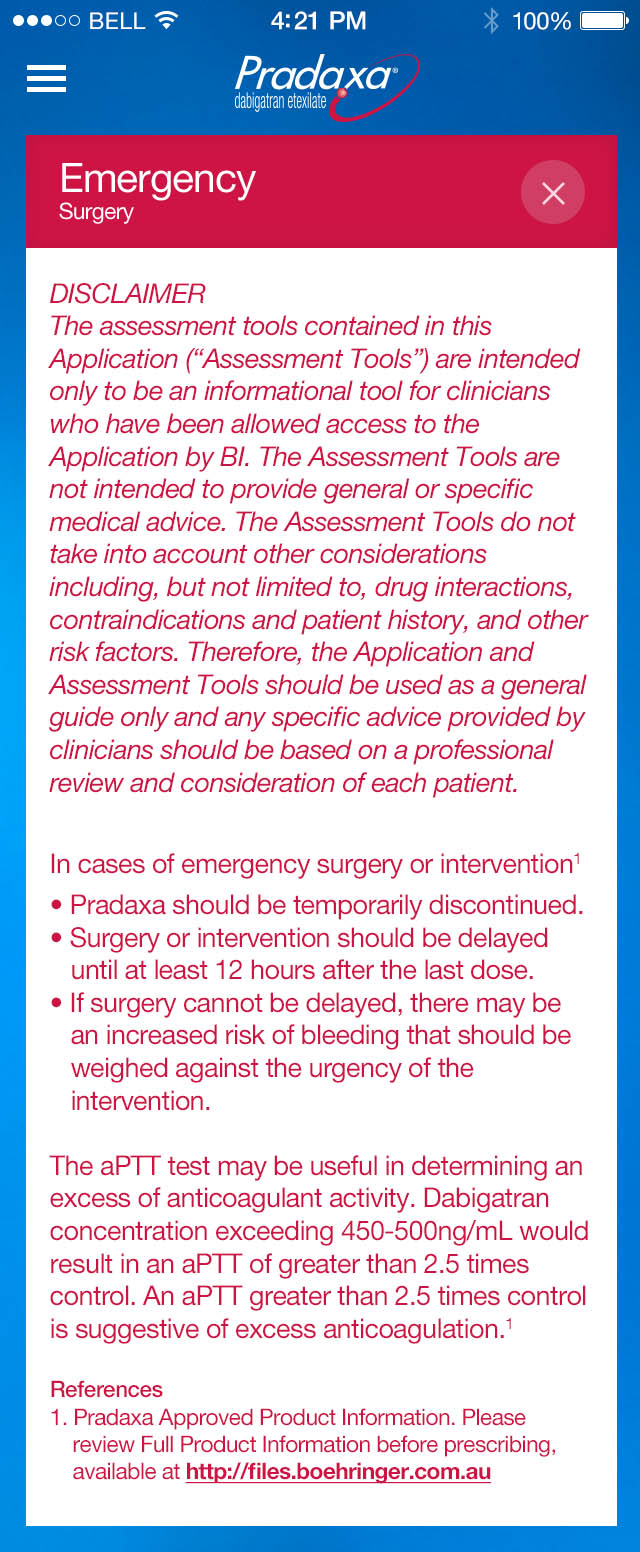 BELL 4:21 PM 100%
Pradaxa®
dabigatran etexilate
Emergency
Surgery
DISCLAIMER
The assessment tools contained in this
Application (“Assessment Tools”) are intended
only to be an informational tool for clinicians
who have been allowed access to the
Application by BI. The Assessment Tools are
not intended to provide general or specific
medical advice. The Assessment Tools do not
take into account other considerations
including, but not limited to, drug interactions,
contraindications and patient history, and other
risk factors. Therefore, the Application and
Assessment Tools should be used as a general
guide only and any specific advice provided by
clinicians should be based on a professional
review and consideration of each patient.
In cases of emergency surgery or intervention¹
• Pradaxa should be temporarily discontinued.
• Surgery or intervention should be delayed
until at least 12 hours after the last dose.
• If surgery cannot be delayed, there may be
an increased risk of bleeding that should be
weighed against the urgency of the
intervention.
The aPTT test may be useful in determining an
excess of anticoagulant activity. Dabigatran
concentration exceeding 450-500ng/mL would
result in an aPTT of greater than 2.5 times
control. An aPTT greater than 2.5 times control
is suggestive of excess anticoagulation.¹
References
1. Pradaxa Approved Product Information. Please
review Full Product Information before prescribing,
available at http://files.boehringer.com.au